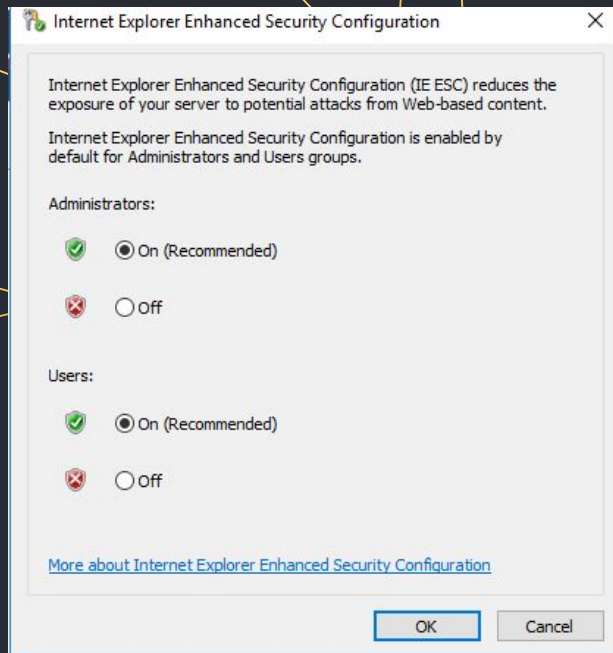 Internet Explorer Enhanced Security Configuration
Internet Explorer Enhanced Security Configuration (IE ESC) reduces the
exposure of your server to potential attacks from Web-based content.
Internet Explorer Enhanced Security Configuration is enabled by
default for Administrators and Users groups.
Administrators:
On (Recommended)
Off
Users:
On (Recommended)
Off
More about Internet Explorer Enhanced Security Configuration
OK Cancel